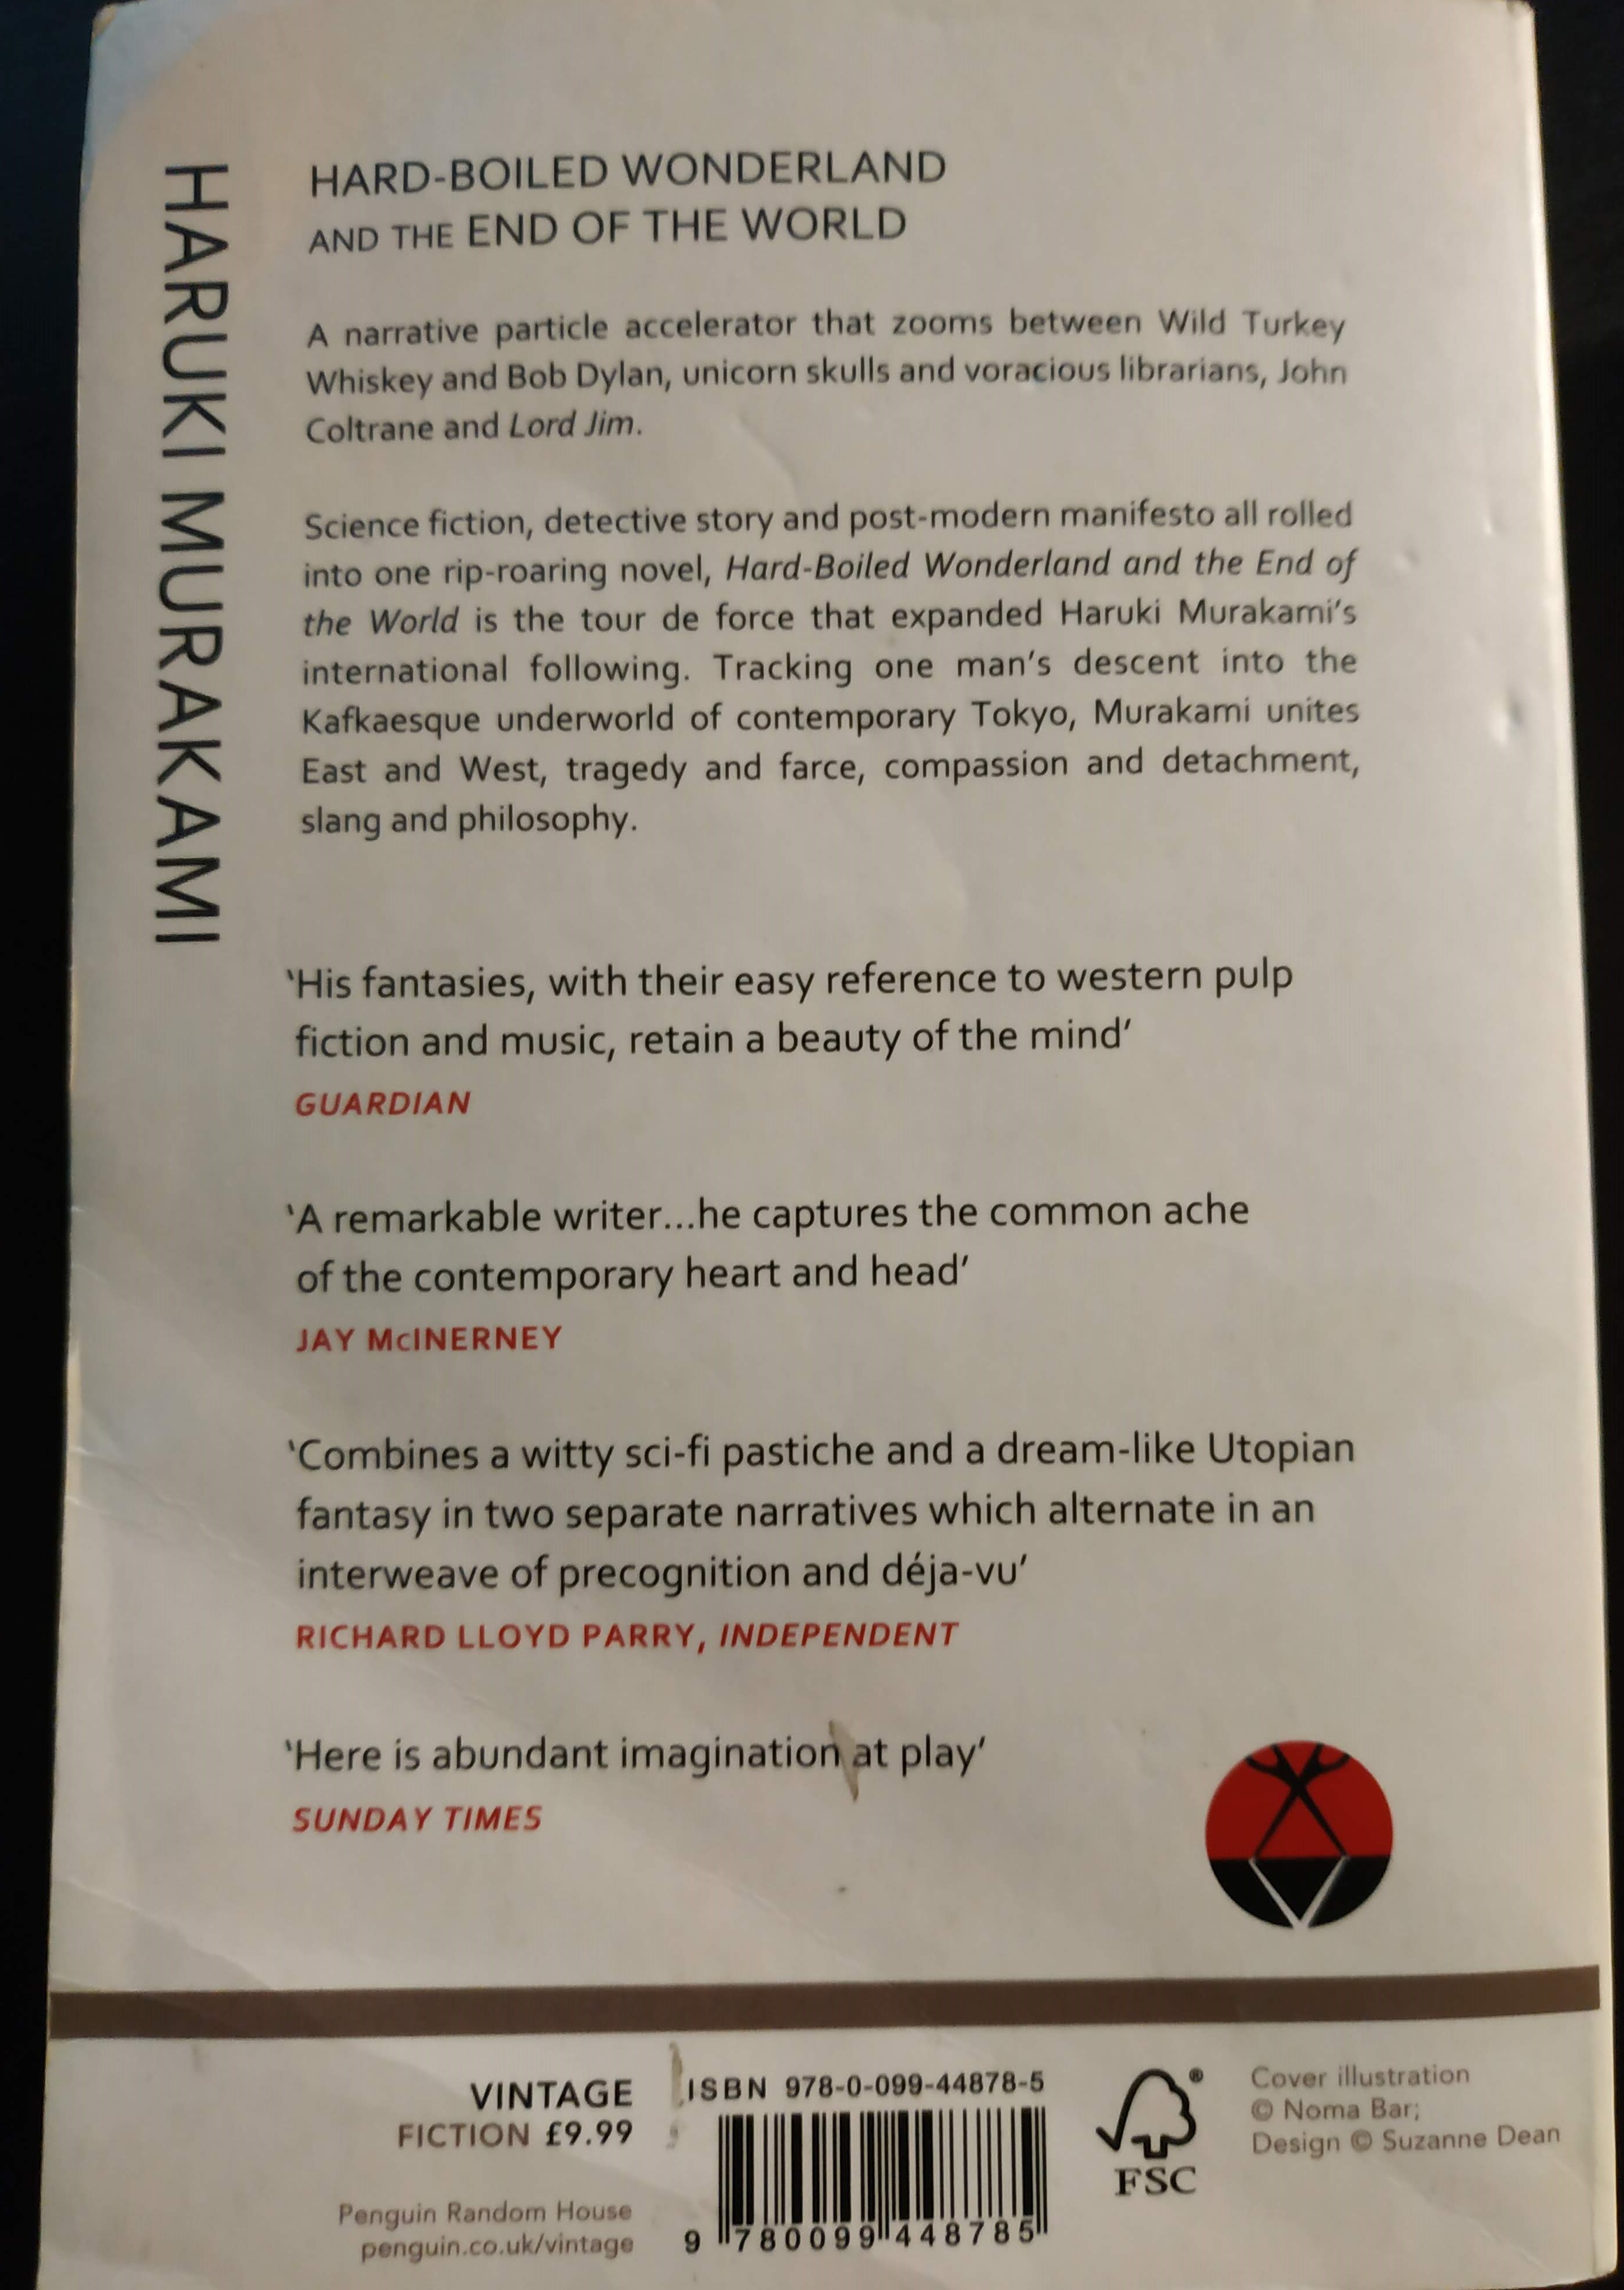 HARUKI MURAKAMI
HARD-BOILED WONDERLAND
AND THE END OF THE WORLD
A narrative particle accelerator that zooms between Wild Turkey
Whiskey and Bob Dylan, unicorn skulls and voracious librarians, John
Coltrane and Lord Jim.
Science fiction, detective story and post-modern manifesto all rolled
into one rip-roaring novel, Hard-Boiled Wonderland and the End of
the World is the tour de force that expanded Haruki Murakami's
international following. Tracking one man's descent into the
Kafkaesque underworld of contemporary Tokyo, Murakami unites
East and West, tragedy and farce, compassion and detachment,
slang and philosophy.
‘His fantasies, with their easy reference to western pulp
fiction and music, retain a beauty of the mind’
GUARDIAN
‘A remarkable writer...he captures the common ache
of the contemporary heart and head’
JAY McINERNEY
‘Combines a witty sci-fi pastiche and a dream-like Utopian
fantasy in two separate narratives which alternate in an
interweave of precognition and déja-vu’
RICHARD LLOYD PARRY, INDEPENDENT
‘Here is abundant imagination at play’
SUNDAY TIMES
VINTAGE
FICTION £9.99
Penguin Random House
penguin.co.uk/vintage
ISBN 978-0-099-44878-5
9 780099 448785
®
FSC
Cover illustration
© Noma Bar;
Design © Suzanne Dean